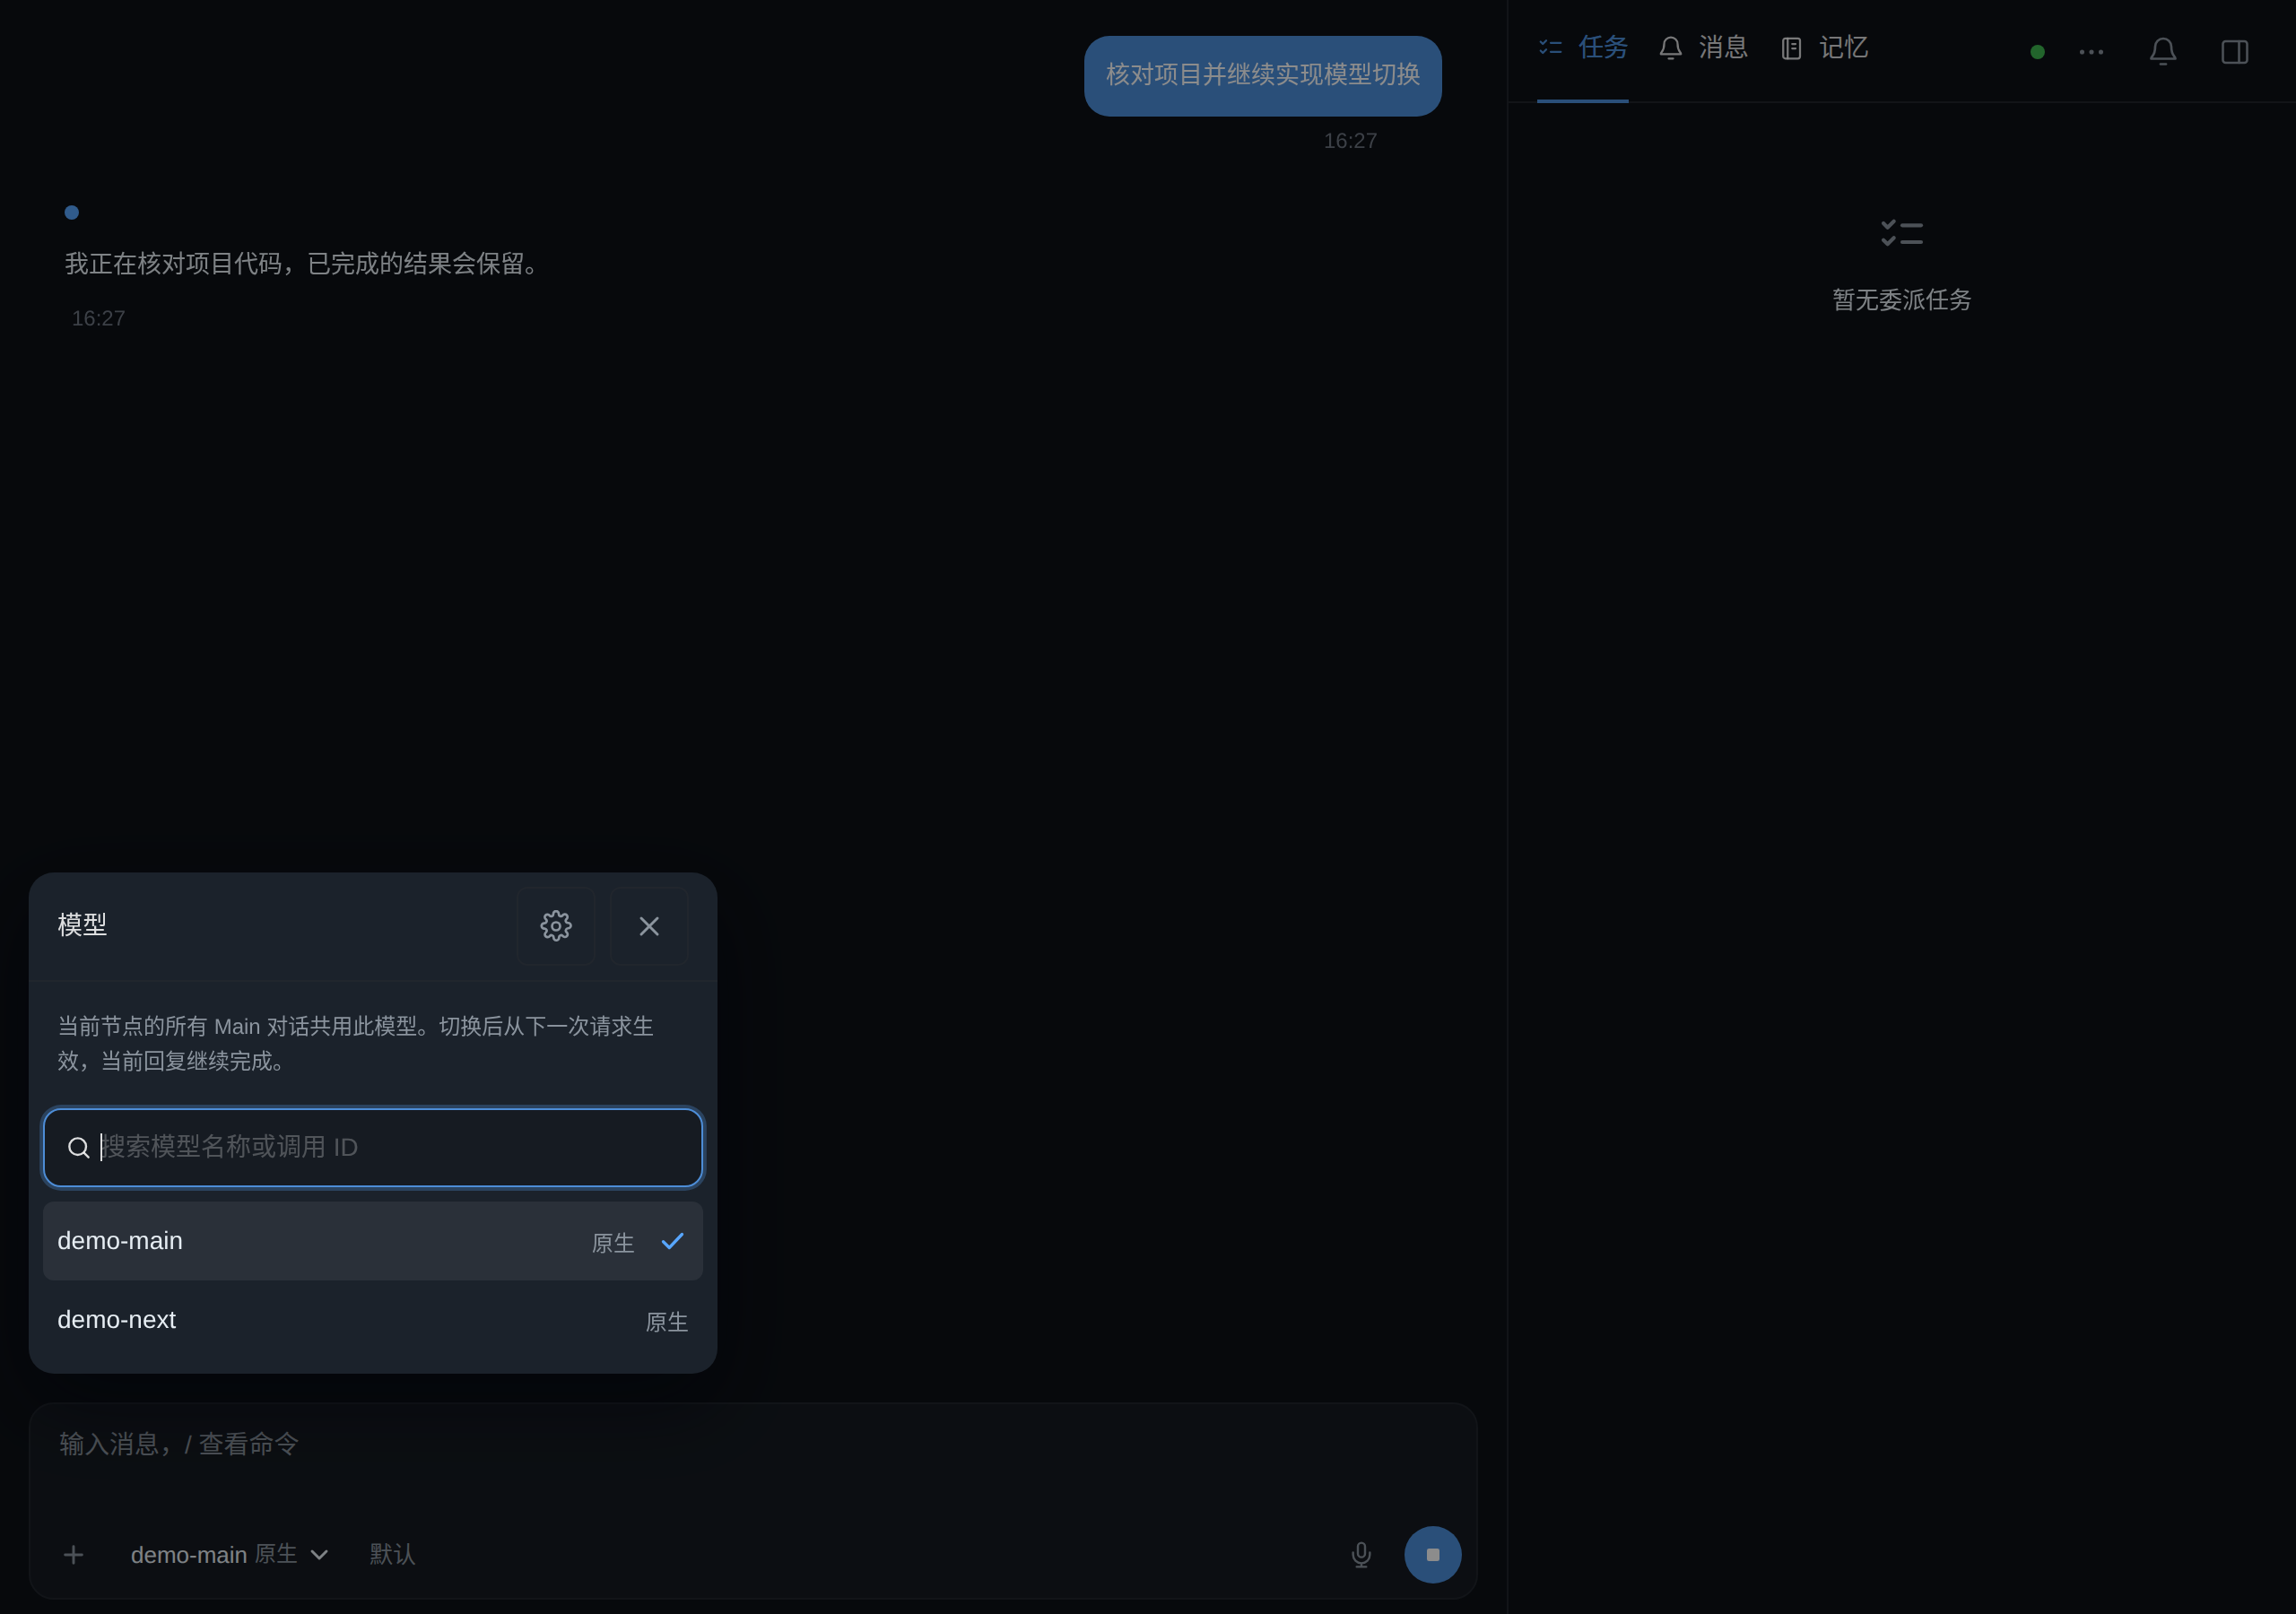 核对项目并继续实现模型切换
16:27
我正在核对项目代码，已完成的结果会保留。
16:27
任务 消息 记忆
暂无委派任务
模型
当前节点的所有 Main 对话共用此模型。切换后从下一次请求生
效，当前回复继续完成。
搜索模型名称或调用 ID
demo-main 原生
demo-next 原生
输入消息，/ 查看命令
demo-main 原生 默认